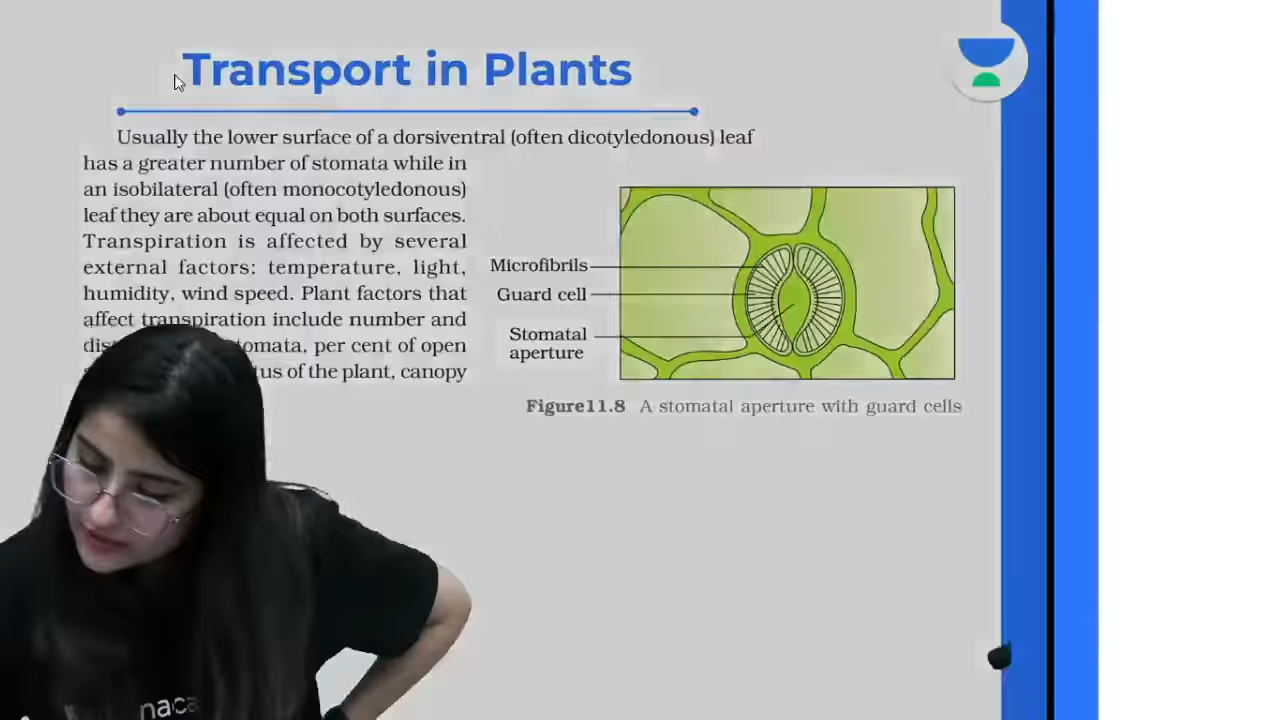 Transport in Plants
Usually the lower surface of a dorsiventral (often dicotyledonous) leaf
has a greater number of stomata while in
an isobilateral (often monocotyledonous)
leaf they are about equal on both surfaces.
Transpiration is affected by several
external factors: temperature, light,
humidity, wind speed. Plant factors that
affect transpiration include number and
per cent of open
of the plant, canopy
Microfibrils
Guard cell
Stomatal
aperture
Figure11.8 A stomatal aperture with guard cells